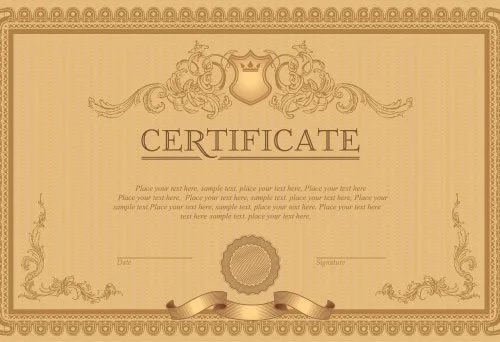 CERTIFICATE
Place your text here, sample text. place your text here, Place your text here
Place your text here,  Place your text here, sample text. place your text here, Place your
sample text.Place your text here, sample text. place your text here, Place your text here
text here sample text. place your text here,
Date
Signature